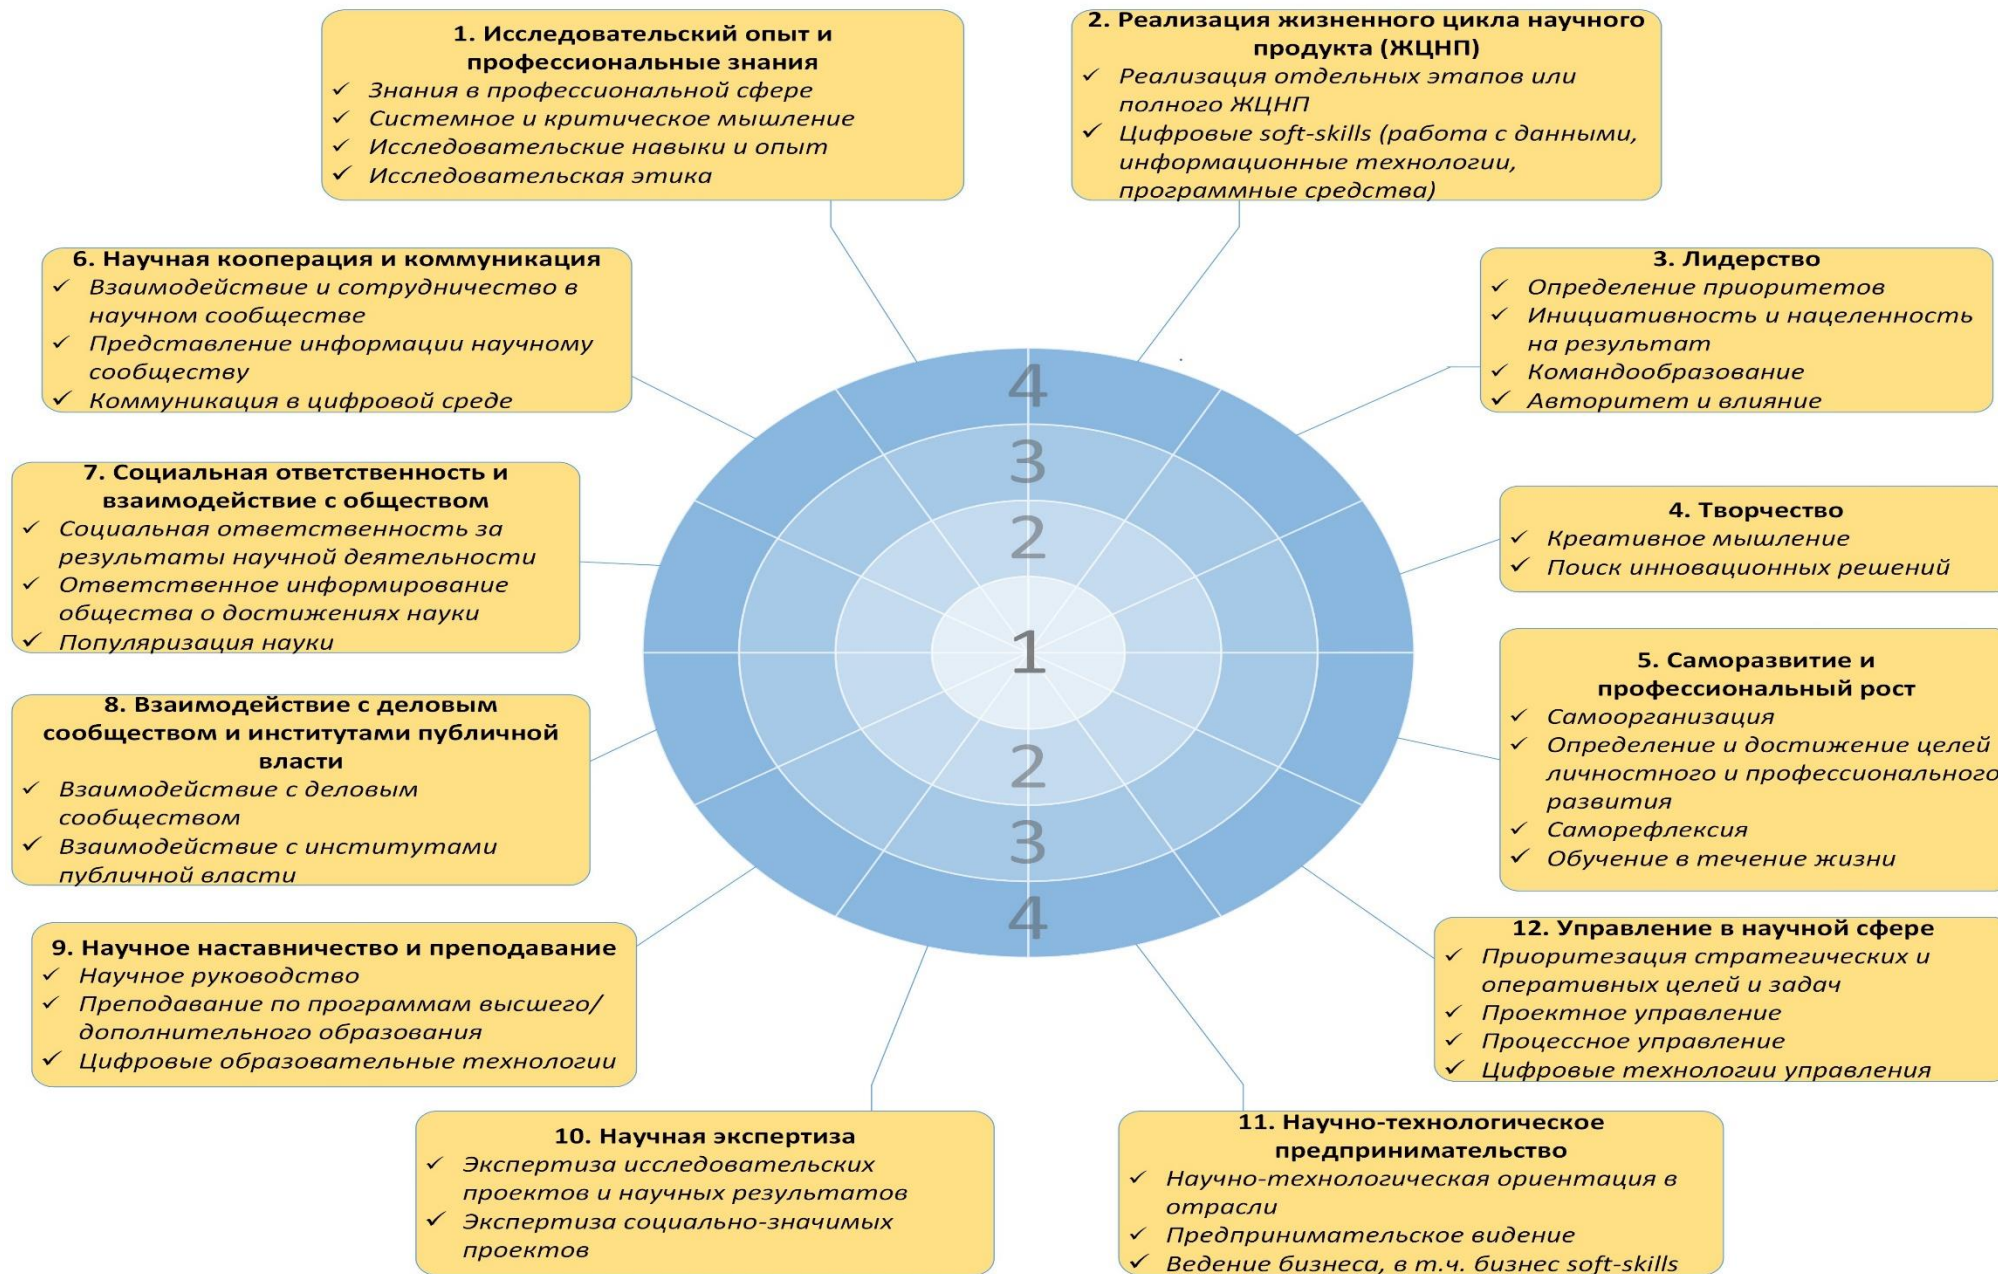 1. Исследовательский опыт и
профессиональные знания
✓ Знания в профессиональной сфере
✓ Системное и критическое мышление
✓ Исследовательские навыки и опыт
✓ Исследовательская этика
2. Реализация жизненного цикла научного
продукта (ЖЦНП)
✓ Реализация отдельных этапов или
полного ЖЦНП
✓ Цифровые soft-skills (работа с данными,
информационные технологии,
программные средства)
6. Научная кооперация и коммуникация
✓ Взаимодействие и сотрудничество в
научном сообществе
✓ Представление информации научному
сообществу
✓ Коммуникация в цифровой среде
3. Лидерство
✓ Определение приоритетов
✓ Инициативность и нацеленность
на результат
✓ Командообразование
✓ Авторитет и влияние
7. Социальная ответственность и
взаимодействие с обществом
✓ Социальная ответственность за
результаты научной деятельности
✓ Ответственное информирование
общества о достижениях науки
✓ Популяризация науки
4. Творчество
✓ Креативное мышление
✓ Поиск инновационных решений
4
3
2
1
2
3
4
8. Взаимодействие с деловым
сообществом и институтами публичной
власти
✓ Взаимодействие с деловым
сообществом
✓ Взаимодействие с институтами
публичной власти
5. Саморазвитие и
профессиональный рост
✓ Самоорганизация
✓ Определение и достижение целей
личностного и профессионального
развития
✓ Саморефлексия
✓ Обучение в течение жизни
9. Научное наставничество и преподавание
✓ Научное руководство
✓ Преподавание по программам высшего/
дополнительного образования
✓ Цифровые образовательные технологии
12. Управление в научной сфере
✓ Приоритезация стратегических и
оперативных целей и задач
✓ Проектное управление
✓ Процессное управление
✓ Цифровые технологии управления
10. Научная экспертиза
✓ Экспертиза исследовательских
проектов и научных результатов
✓ Экспертиза социально-значимых
проектов
11. Научно-технологическое
предпринимательство
✓ Научно-технологическая ориентация в
отрасли
✓ Предпринимательское видение
✓ Ведение бизнеса, в т.ч. бизнес soft-skills